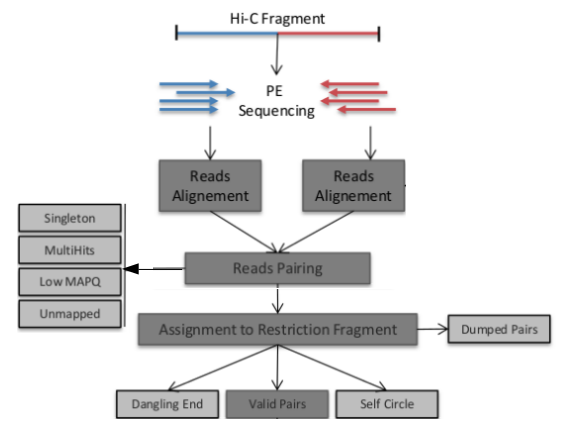 Hi-C Fragment
PE
Sequencing
Reads
Alignement
Reads
Alignement
Singleton
MultiHits
Low MAPQ
Unmapped
Reads Pairing
Assignment to Restriction Fragment
Dumped Pairs
Dangling End
Valid Pairs
Self Circle